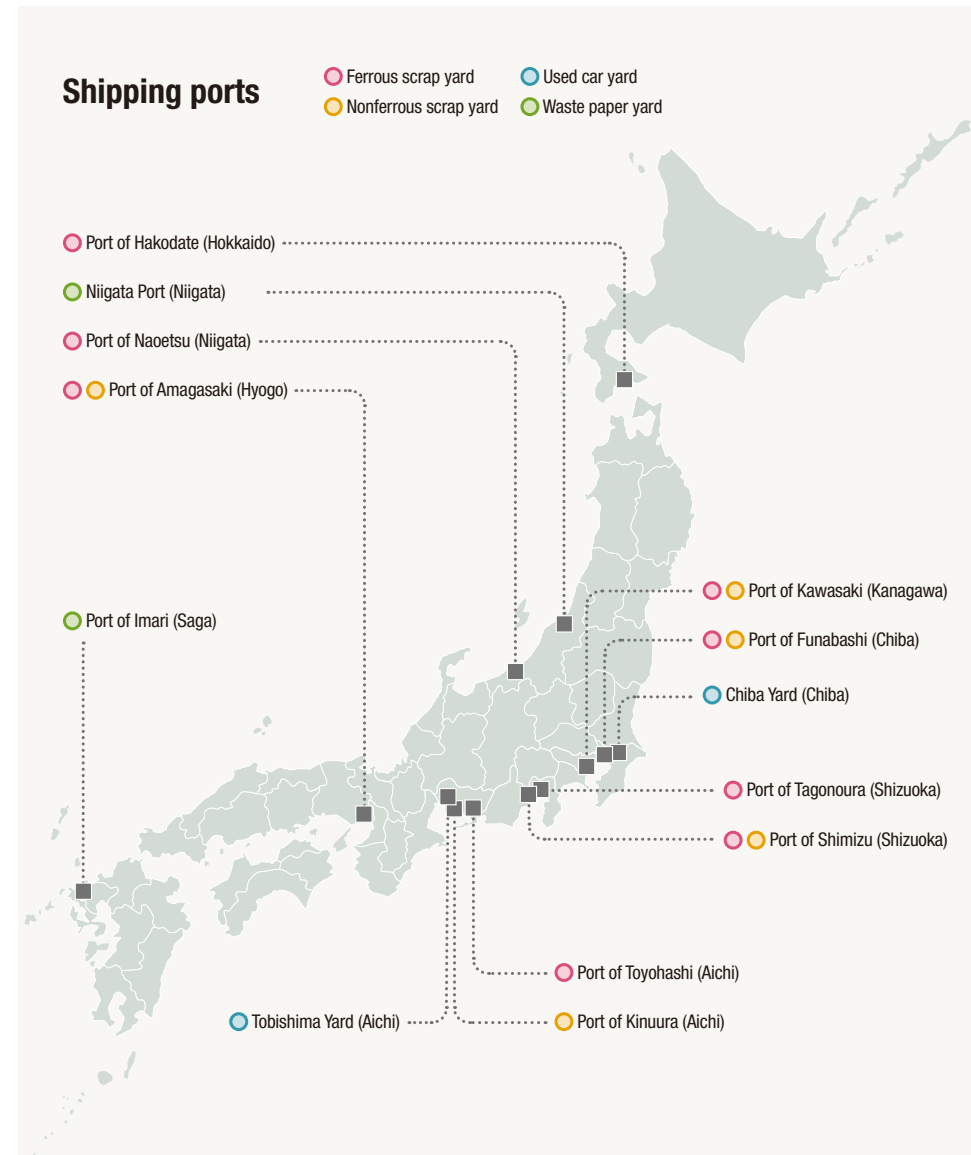 Shipping ports
Ferrous scrap yard
Used car yard
Nonferrous scrap yard
Waste paper yard
Port of Hakodate (Hokkaido)
Niigata Port (Niigata)
Port of Naoetsu (Niigata)
Port of Amagasaki (Hyogo)
Port of Kawasaki (Kanagawa)
Port of Imari (Saga)
Port of Funabashi (Chiba)
Chiba Yard (Chiba)
Port of Tagonoura (Shizuoka)
Port of Shimizu (Shizuoka)
Port of Toyohashi (Aichi)
Tobishima Yard (Aichi)
Port of Kinuura (Aichi)